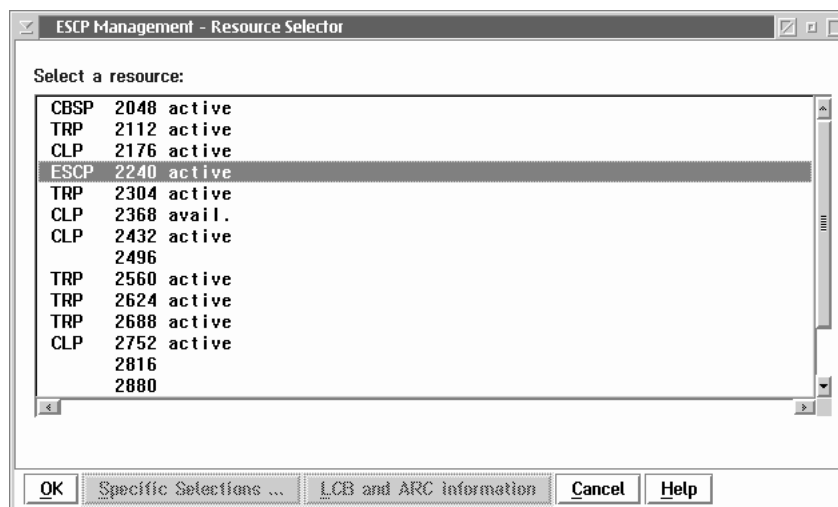 ESCP Management - Resource Selector
Select a resource:
CBSP 2048 active
TRP 2112 active
CLP 2176 active
ESCP 2240 active
TRP 2304 active
CLP 2368 avail.
CLP 2432 active
2496
TRP 2560 active
TRP 2624 active
TRP 2688 active
CLP 2752 active
2816
2880
OK Specific Selections ... LCB and ARC information Cancel Help